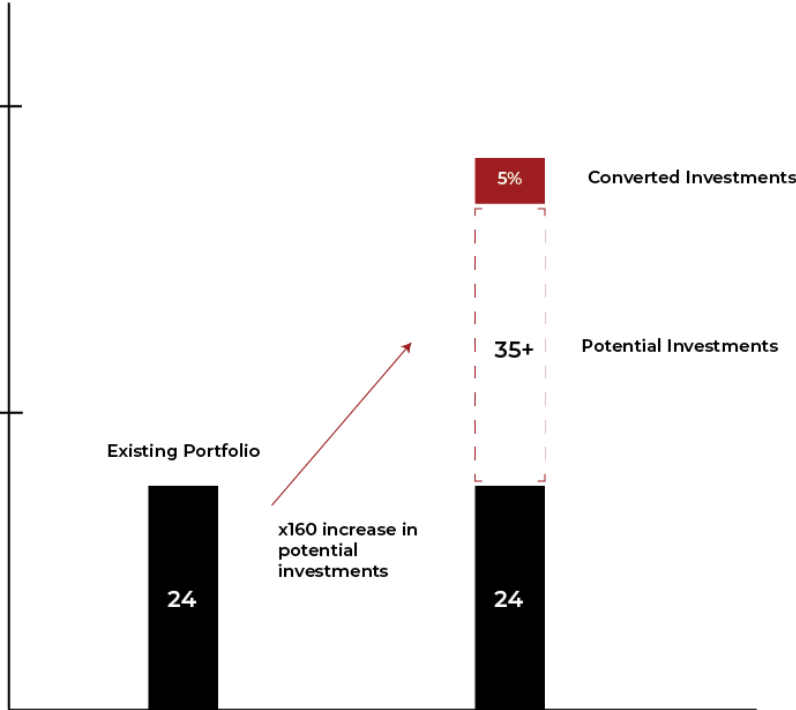 5%
Converted Investments
35+
Potential Investments
Existing Portfolio
x160 increase in
potential
investments
24
24